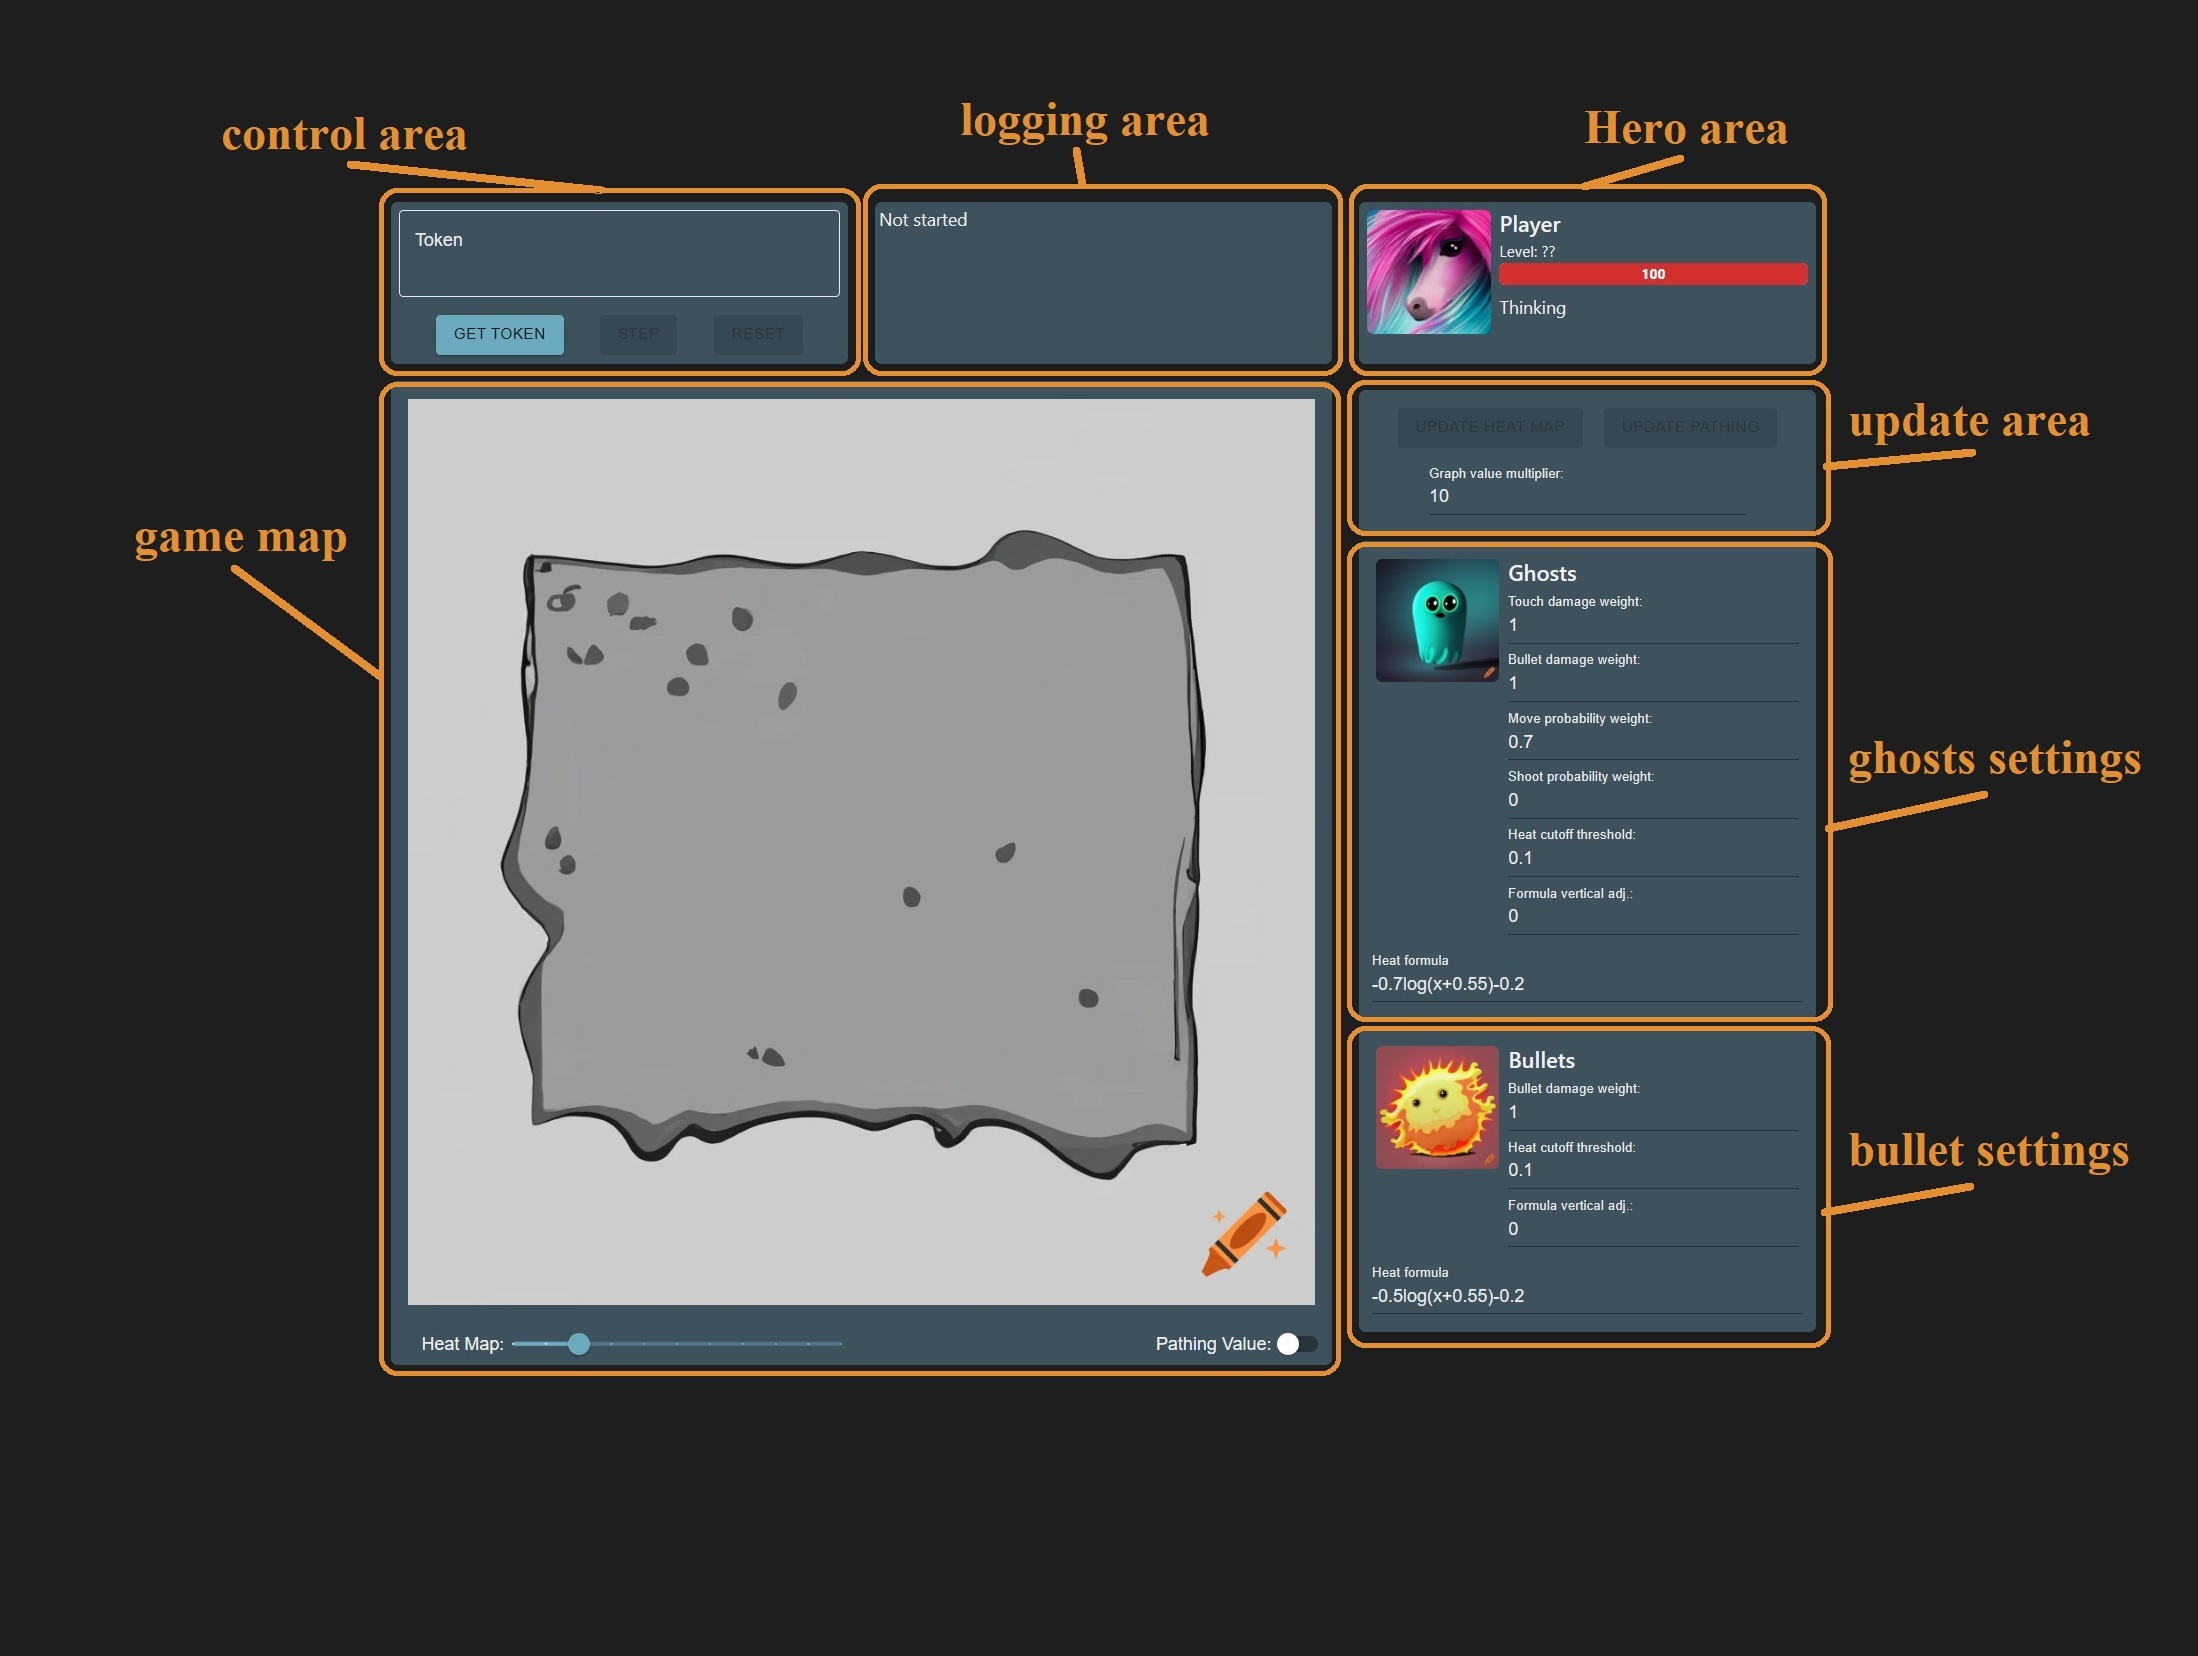 control area
logging area
Hero area
Token
GET TOKEN
STEP
RESET
Not started
Player
Level: ??
100
Thinking
game map
Heat Map:
Pathing Value:
update area
UPDATE HEAT MAP
UPDATE PATHING
Graph value multiplier:
10
ghosts settings
Ghosts
Touch damage weight:
1
Bullet damage weight:
1
Move probability weight:
0.7
Shoot probability weight:
0
Heat cutoff threshold:
0.1
Formula vertical adj.:
0
Heat formula
-0.7log(x+0.55)-0.2
bullet settings
Bullets
Bullet damage weight:
1
Heat cutoff threshold:
0.1
Formula vertical adj.:
0
Heat formula
-0.5log(x+0.55)-0.2